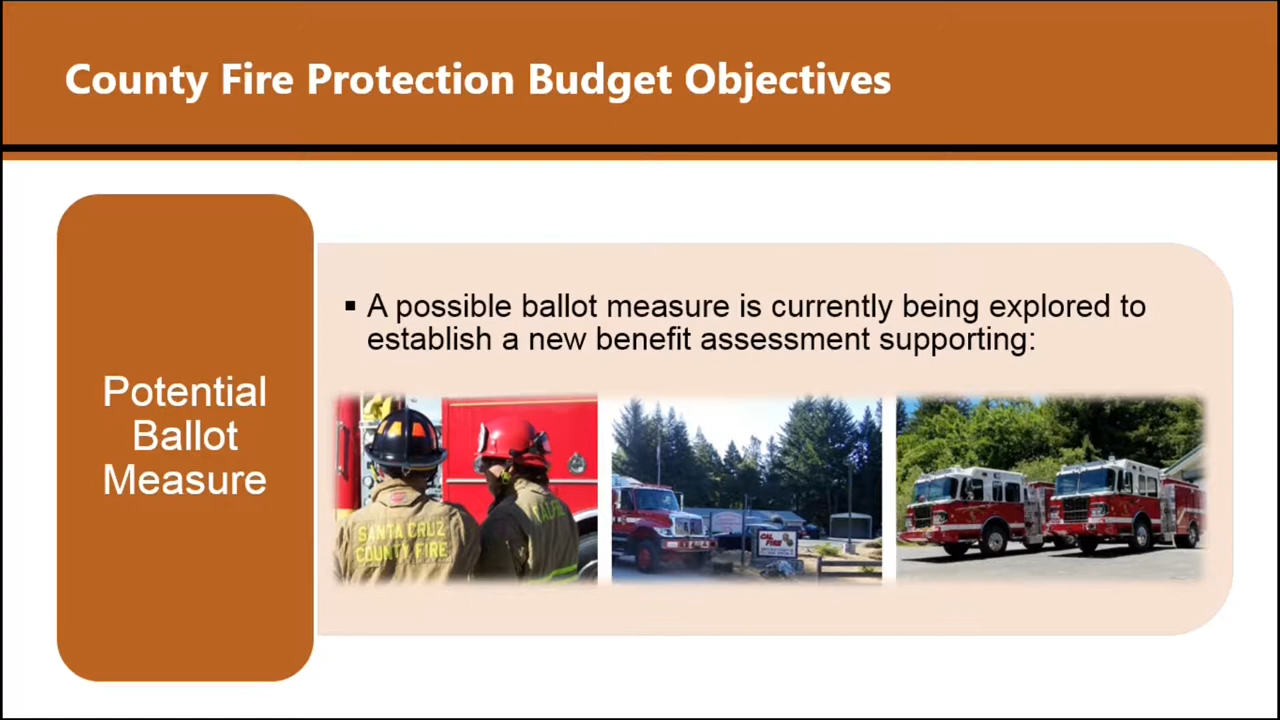 County Fire Protection Budget Objectives
Potential
Ballot
Measure
▪ A possible ballot measure is currently being explored to
establish a new benefit assessment supporting:
SANTA CRUZ
COUNTY FIRE
CAL
FIRE